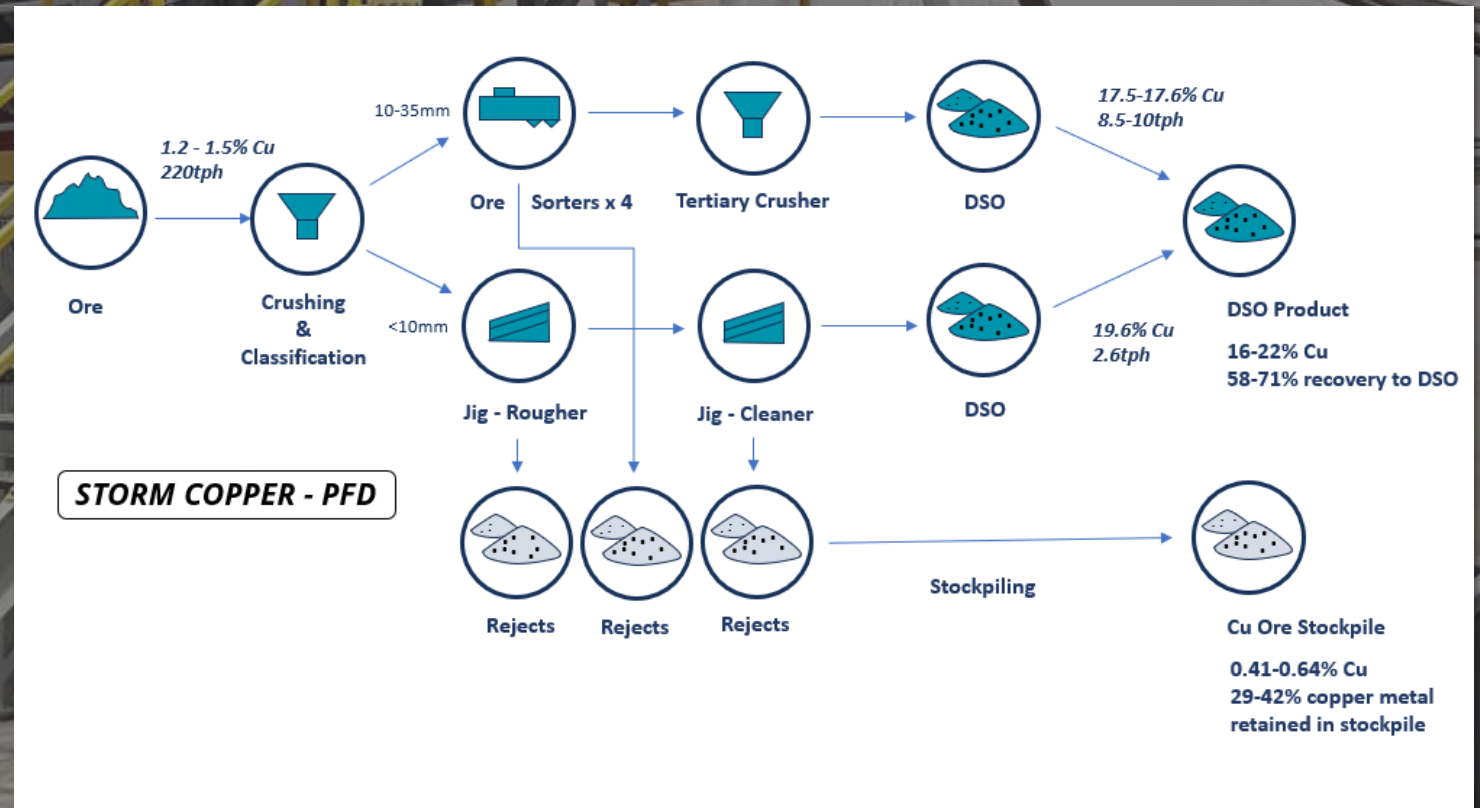 1.2 - 1.5% Cu
220tph
Ore
Crushing
&
Classification
10-35mm
<10mm
Ore Sorters x 4
Tertiary Crusher
DSO
17.5-17.6% Cu
8.5-10tph
Jig - Rougher
Jig - Cleaner
DSO
19.6% Cu
2.6tph
DSO Product
16-22% Cu
58-71% recovery to DSO
STORM COPPER - PFD
Rejects
Rejects
Rejects
Stockpiling
Cu Ore Stockpile
0.41-0.64% Cu
29-42% copper metal
retained in stockpile